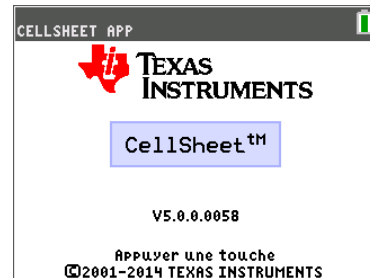 CELLSHEET APP
TEXAS
INSTRUMENTS
CellSheet™
V5.0.0.0058
Appuyer une touche
©2001-2014 TEXAS INSTRUMENTS